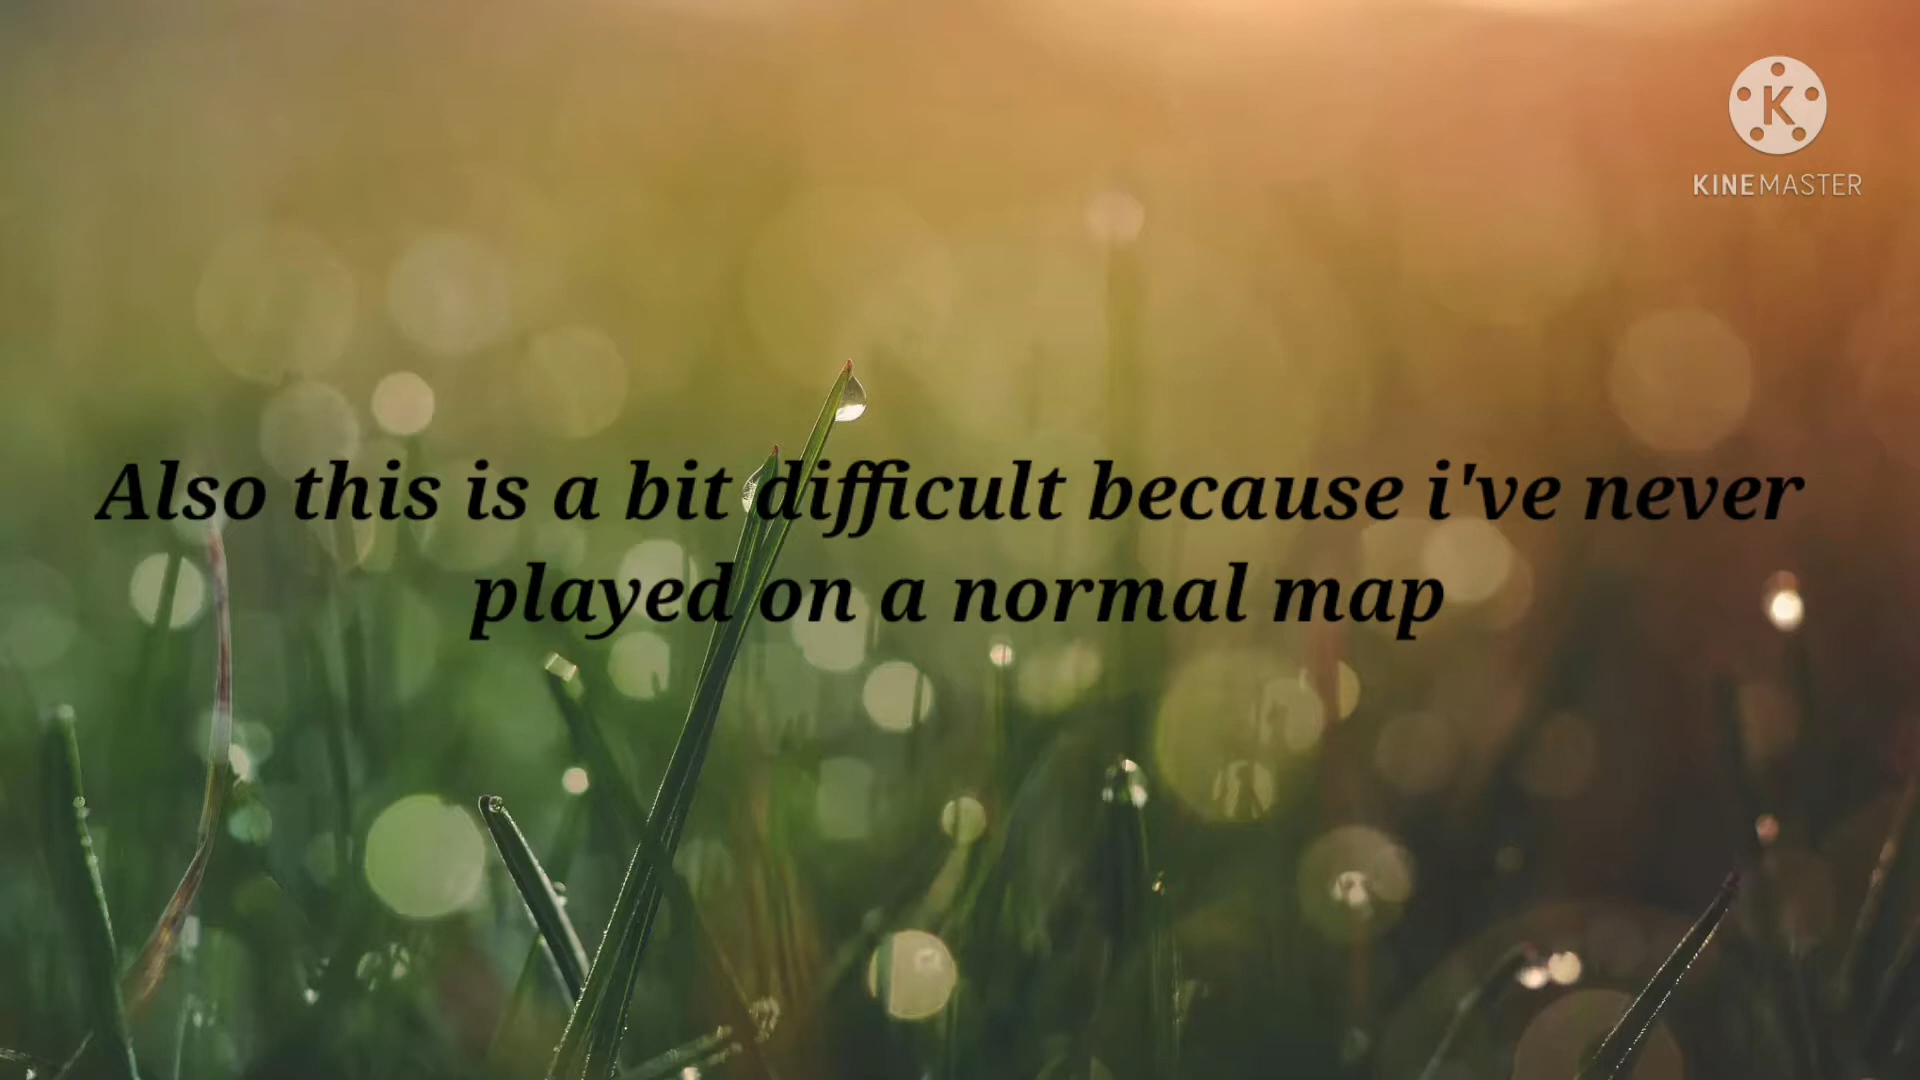 KINEMASTER
Also this is a bit difficult because i've never
played on a normal map